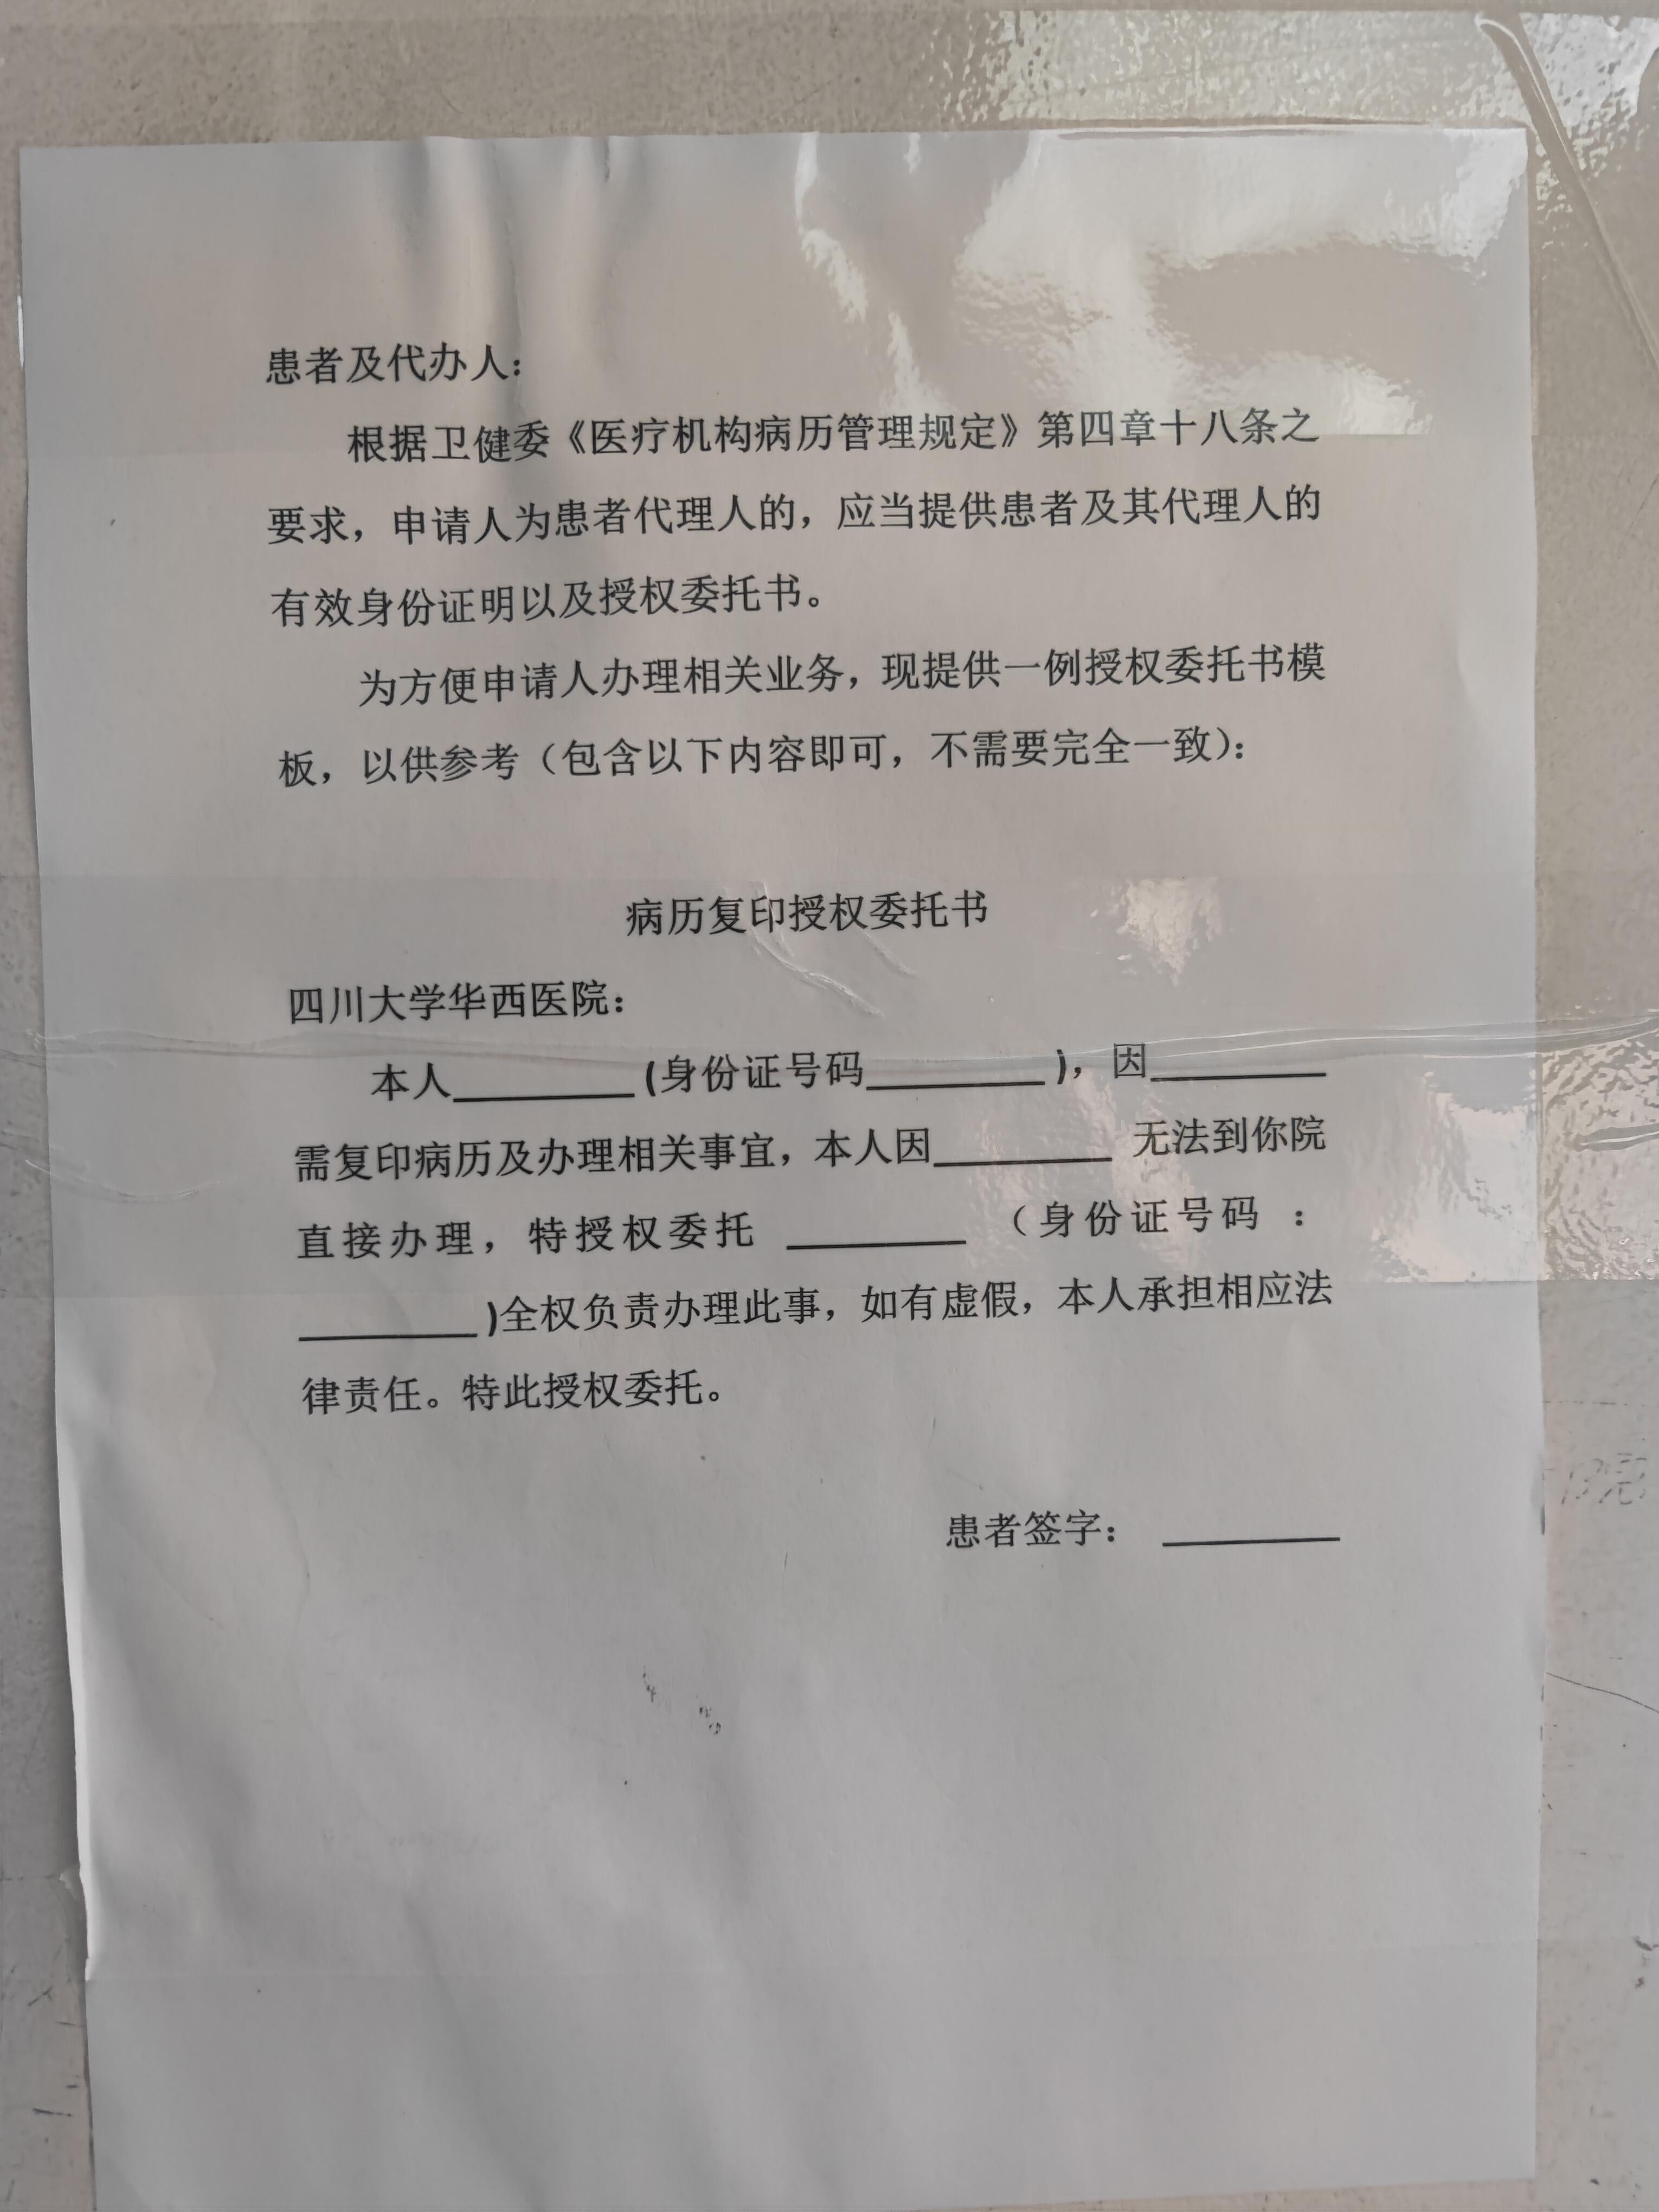 患者及代办人：
根据卫健委《医疗机构病历管理规定》第四章十八条之
要求，申请人为患者代理人的，应当提供患者及其代理人的
有效身份证明以及授权委托书。
为方便申请人办理相关业务，现提供一例授权委托书模
板，以供参考（包含以下内容即可，不需要完全一致）：
病历复印授权委托书
四川大学华西医院：
本人________(身份证号码________)，因________
需复印病历及办理相关事宜，本人因________ 无法到你院
直接办理，特授权委托 ________ （身份证号码：
________)全权负责办理此事，如有虚假，本人承担相应法
律责任。特此授权委托。
患者签字： ________